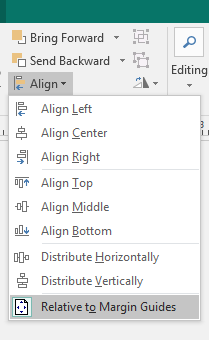 Bring Forward
Send Backward
Align
Editing
3
Align Left
Align Center
Align Right
Align Top
Align Middle
Align Bottom
Distribute Horizontally
Distribute Vertically
Relative to Margin Guides